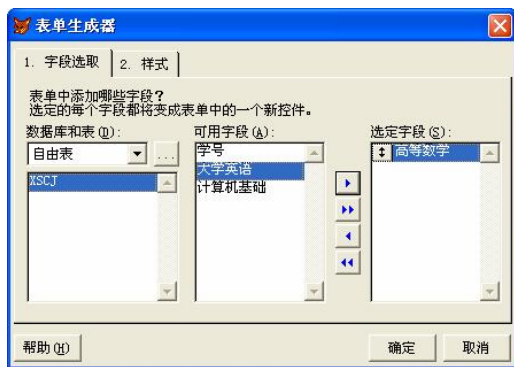 表单生成器
1. 字段选取 2. 样式
表单中添加哪些字段?
选定的每个字段都将变成表单中的一个新控件。
数据库和表(D): 可用字段(A): 选定字段(S):
自由表 ...
学号
大学英语
计算机基础
XSCJ
高等数学
帮助(H) 确定 取消